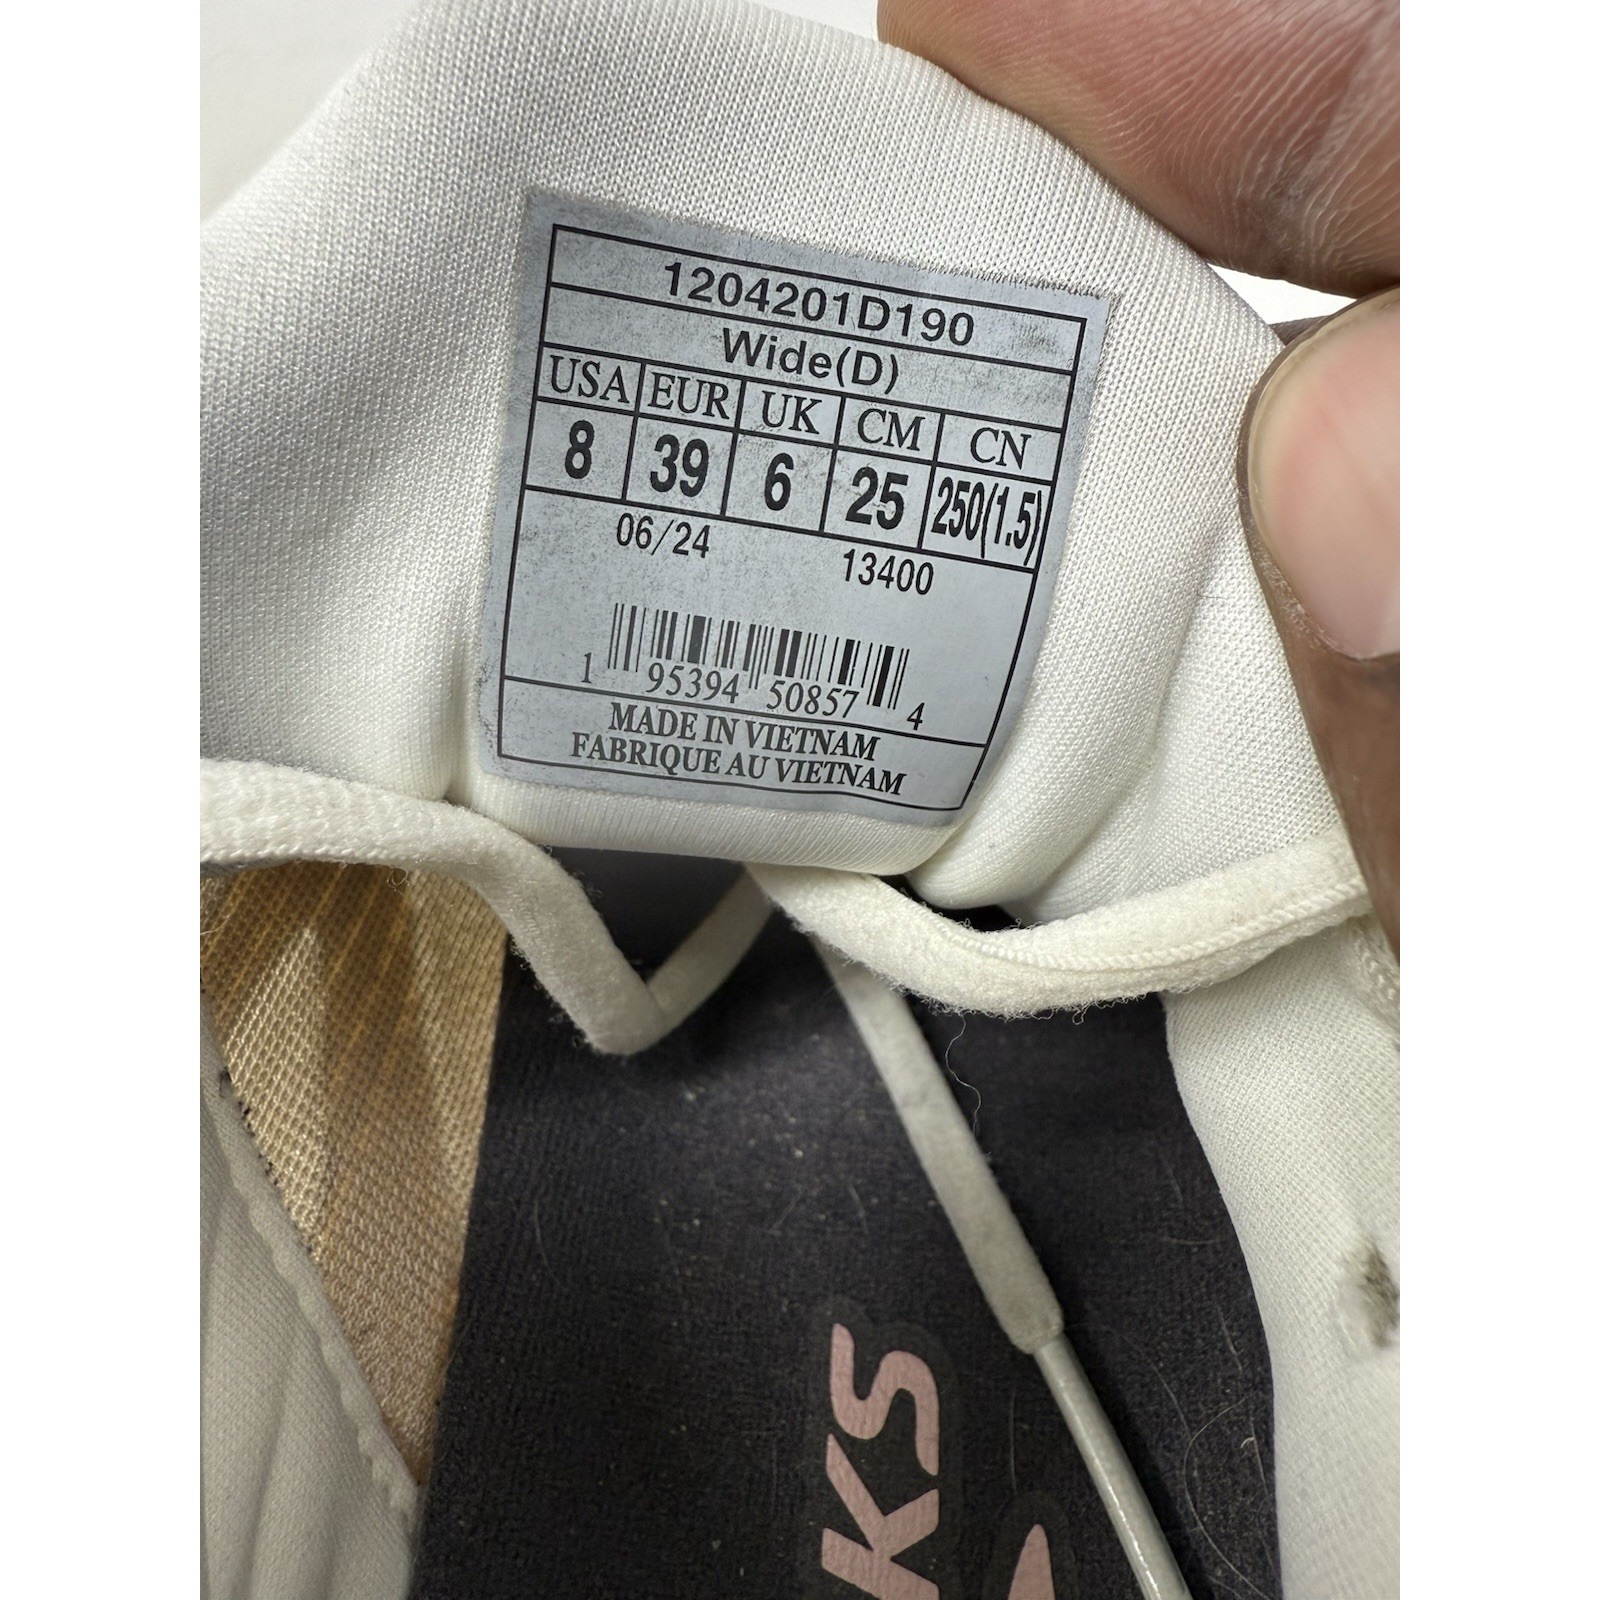 1204201D190
Wide(D)
USA EUR UK CM CN
8 39 6 25 250(1.5)
06/24 13400
1 95394 50857 4
MADE IN VIETNAM
FABRIQUE AU VIETNAM
KS